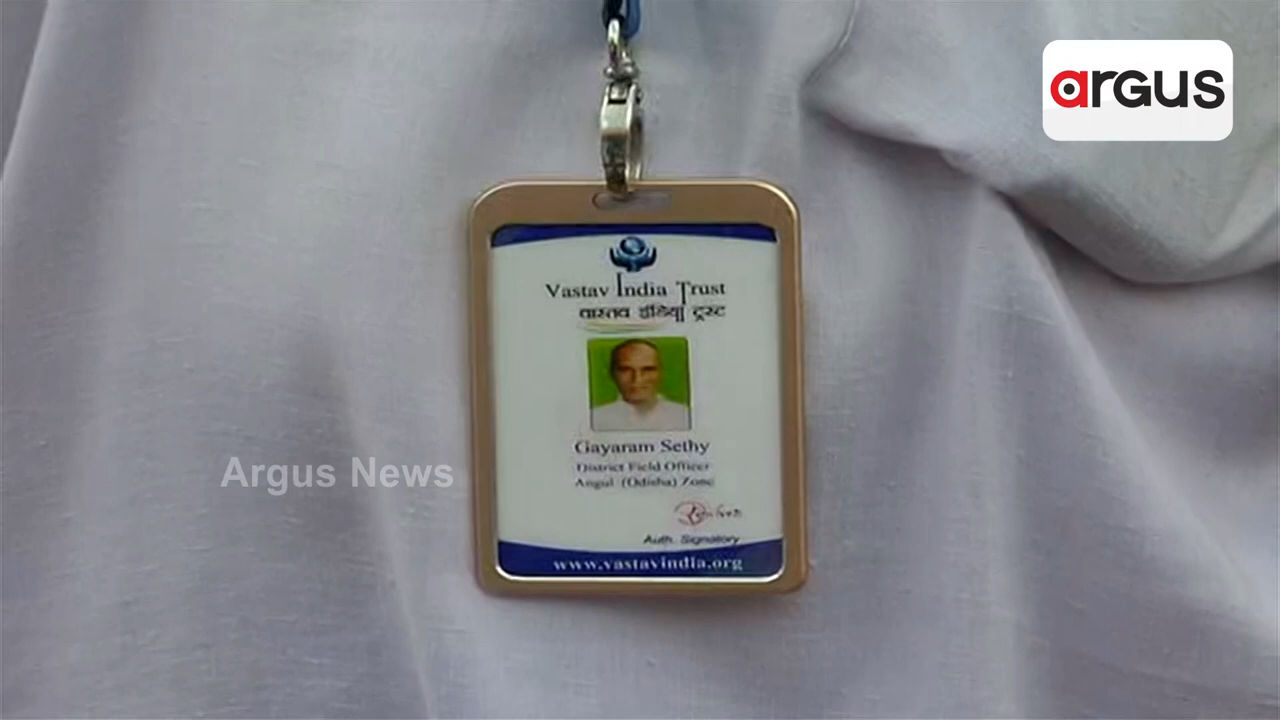 argus
Vastav India Trust
वास्तव इंडिया ट्रस्ट
Gayaram Sethy
District Field Officer
Angul (Odisha) Zone
Auth. Signatory
www.vastavindia.org
Argus News